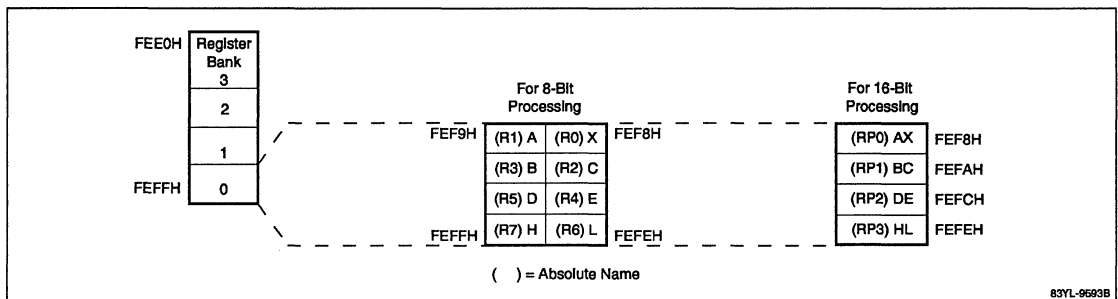 FEE0H Register
Bank
3
2
1
FEFFH 0
For 8-Bit
Processing
FEF9H (R1) A (R0) X FEF8H
(R3) B (R2) C
(R5) D (R4) E
FEFFH (R7) H (R6) L FEFEH
For 16-Bit
Processing
(RP0) AX FEF8H
(RP1) BC FEFAH
(RP2) DE FEFCH
(RP3) HL FEFEH
( ) = Absolute Name
83YL-9593B